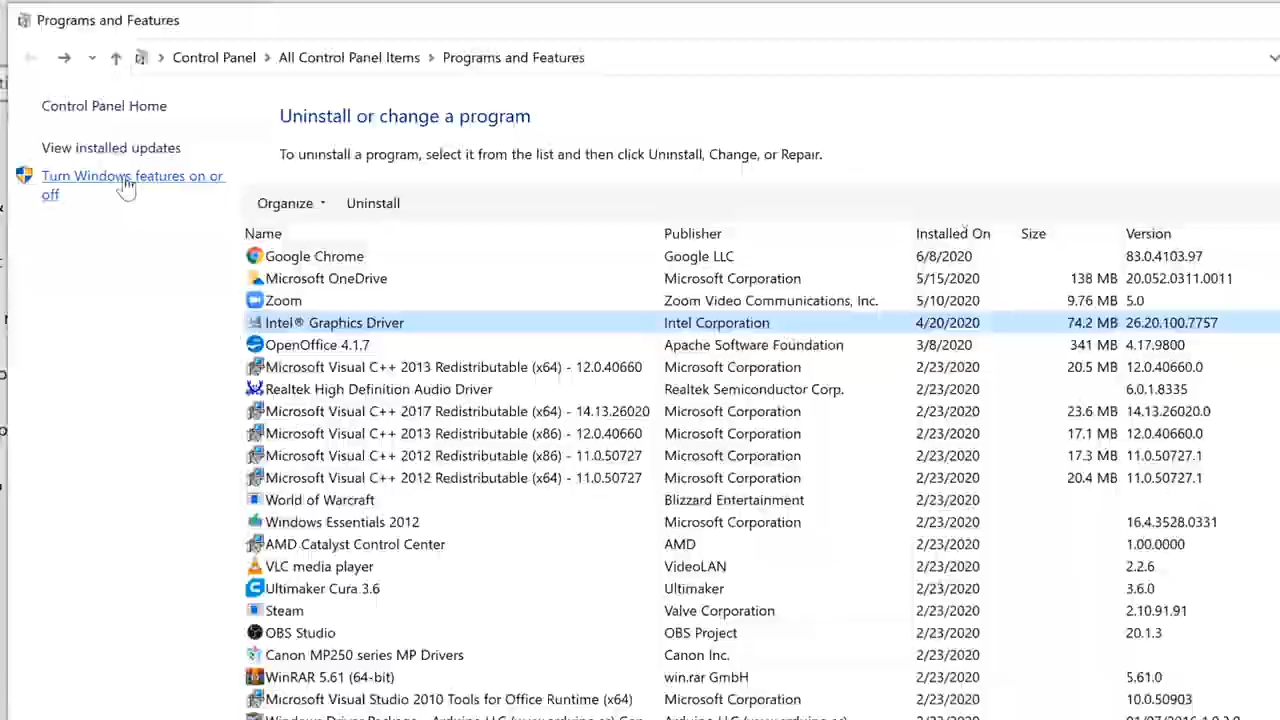 Programs and Features
Control Panel > All Control Panel Items > Programs and Features
Control Panel Home
View installed updates
Turn Windows features on or
off
Uninstall or change a program
To uninstall a program, select it from the list and then click Uninstall, Change, or Repair.
Organize Uninstall
Name Publisher Installed On Size Version
Google Chrome Google LLC 6/8/2020 83.0.4103.97
Microsoft OneDrive Microsoft Corporation 5/15/2020 138 MB 20.052.0311.0011
Zoom Zoom Video Communications, Inc. 5/10/2020 9.76 MB 5.0
Intel® Graphics Driver Intel Corporation 4/20/2020 74.2 MB 26.20.100.7757
OpenOffice 4.1.7 Apache Software Foundation 3/8/2020 341 MB 4.17.9800
Microsoft Visual C++ 2013 Redistributable (x64) - 12.0.40660 Microsoft Corporation 2/23/2020 20.5 MB 12.0.40660.0
Realtek High Definition Audio Driver Realtek Semiconductor Corp. 2/23/2020 6.0.1.8335
Microsoft Visual C++ 2017 Redistributable (x64) - 14.13.26020 Microsoft Corporation 2/23/2020 23.6 MB 14.13.26020.0
Microsoft Visual C++ 2013 Redistributable (x86) - 12.0.40660 Microsoft Corporation 2/23/2020 17.1 MB 12.0.40660.0
Microsoft Visual C++ 2012 Redistributable (x86) - 11.0.50727 Microsoft Corporation 2/23/2020 17.3 MB 11.0.50727.1
Microsoft Visual C++ 2012 Redistributable (x64) - 11.0.50727 Microsoft Corporation 2/23/2020 20.4 MB 11.0.50727.1
World of Warcraft Blizzard Entertainment 2/23/2020
Windows Essentials 2012 Microsoft Corporation 2/23/2020 16.4.3528.0331
AMD Catalyst Control Center AMD 2/23/2020 1.00.0000
VLC media player VideoLAN 2/23/2020 2.2.6
Ultimaker Cura 3.6 Ultimaker 2/23/2020 3.6.0
Steam Valve Corporation 2/23/2020 2.10.91.91
OBS Studio OBS Project 2/23/2020 20.1.3
Canon MP250 series MP Drivers Canon Inc. 2/23/2020
WinRAR 5.61 (64-bit) win.rar GmbH 2/23/2020 5.61.0
Microsoft Visual Studio 2010 Tools for Office Runtime (x64) Microsoft Corporation 2/23/2020 10.0.50903